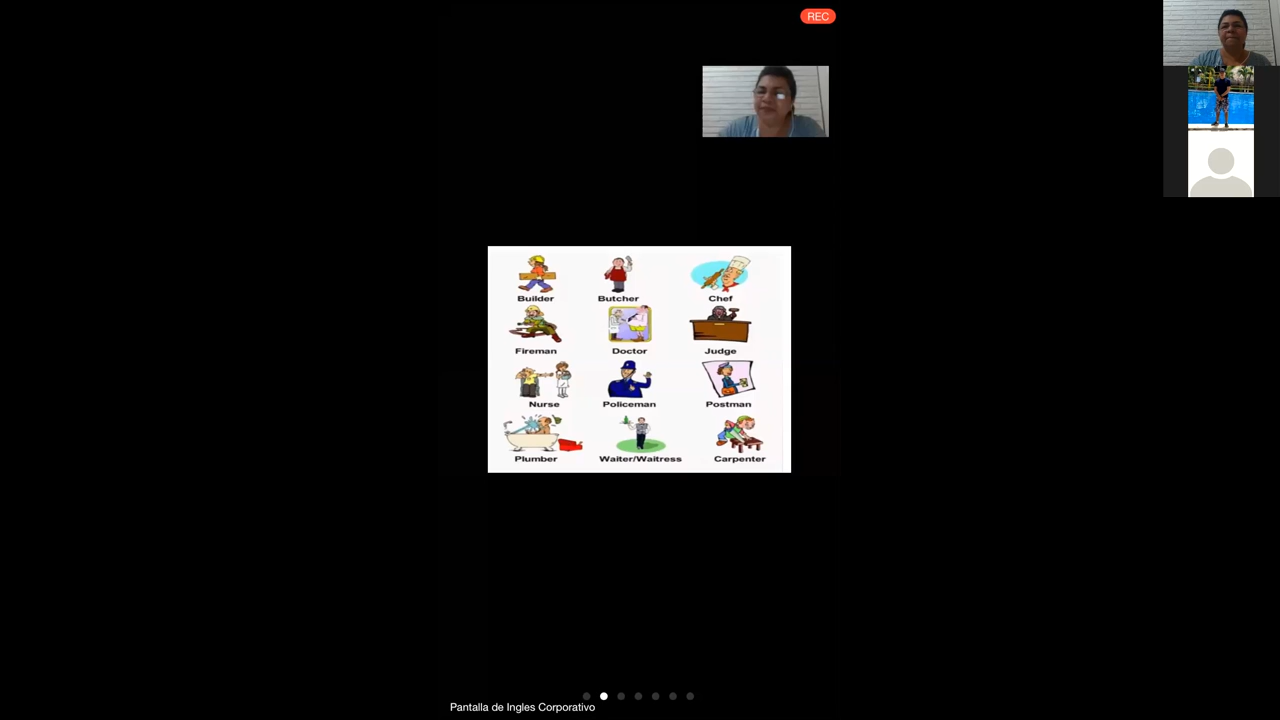 REC
Builder Butcher Chef
Fireman Doctor Judge
Nurse Policeman Postman
Plumber Waiter/Waitress Carpenter
Pantalla de Ingles Corporativo